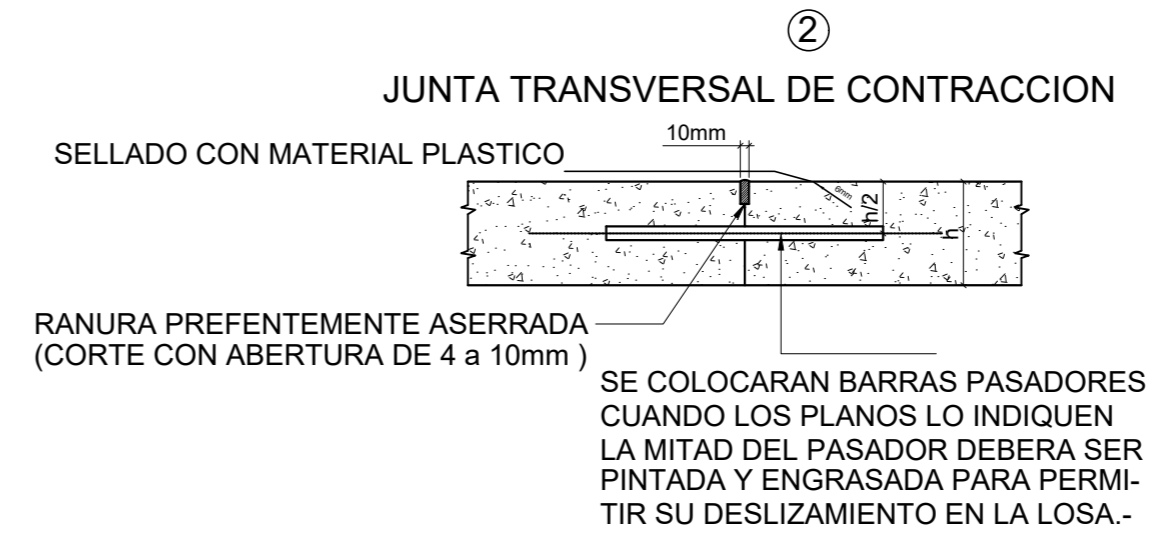 2
JUNTA TRANSVERSAL DE CONTRACCION
10mm
SELLADO CON MATERIAL PLASTICO
6mm
h/2
h
RANURA PREFENTEMENTE ASERRADA
(CORTE CON ABERTURA DE 4 a 10mm )
SE COLOCARAN BARRAS PASADORES
CUANDO LOS PLANOS LO INDIQUEN
LA MITAD DEL PASADOR DEBERA SER
PINTADA Y ENGRASADA PARA PERMI-
TIR SU DESLIZAMIENTO EN LA LOSA.-